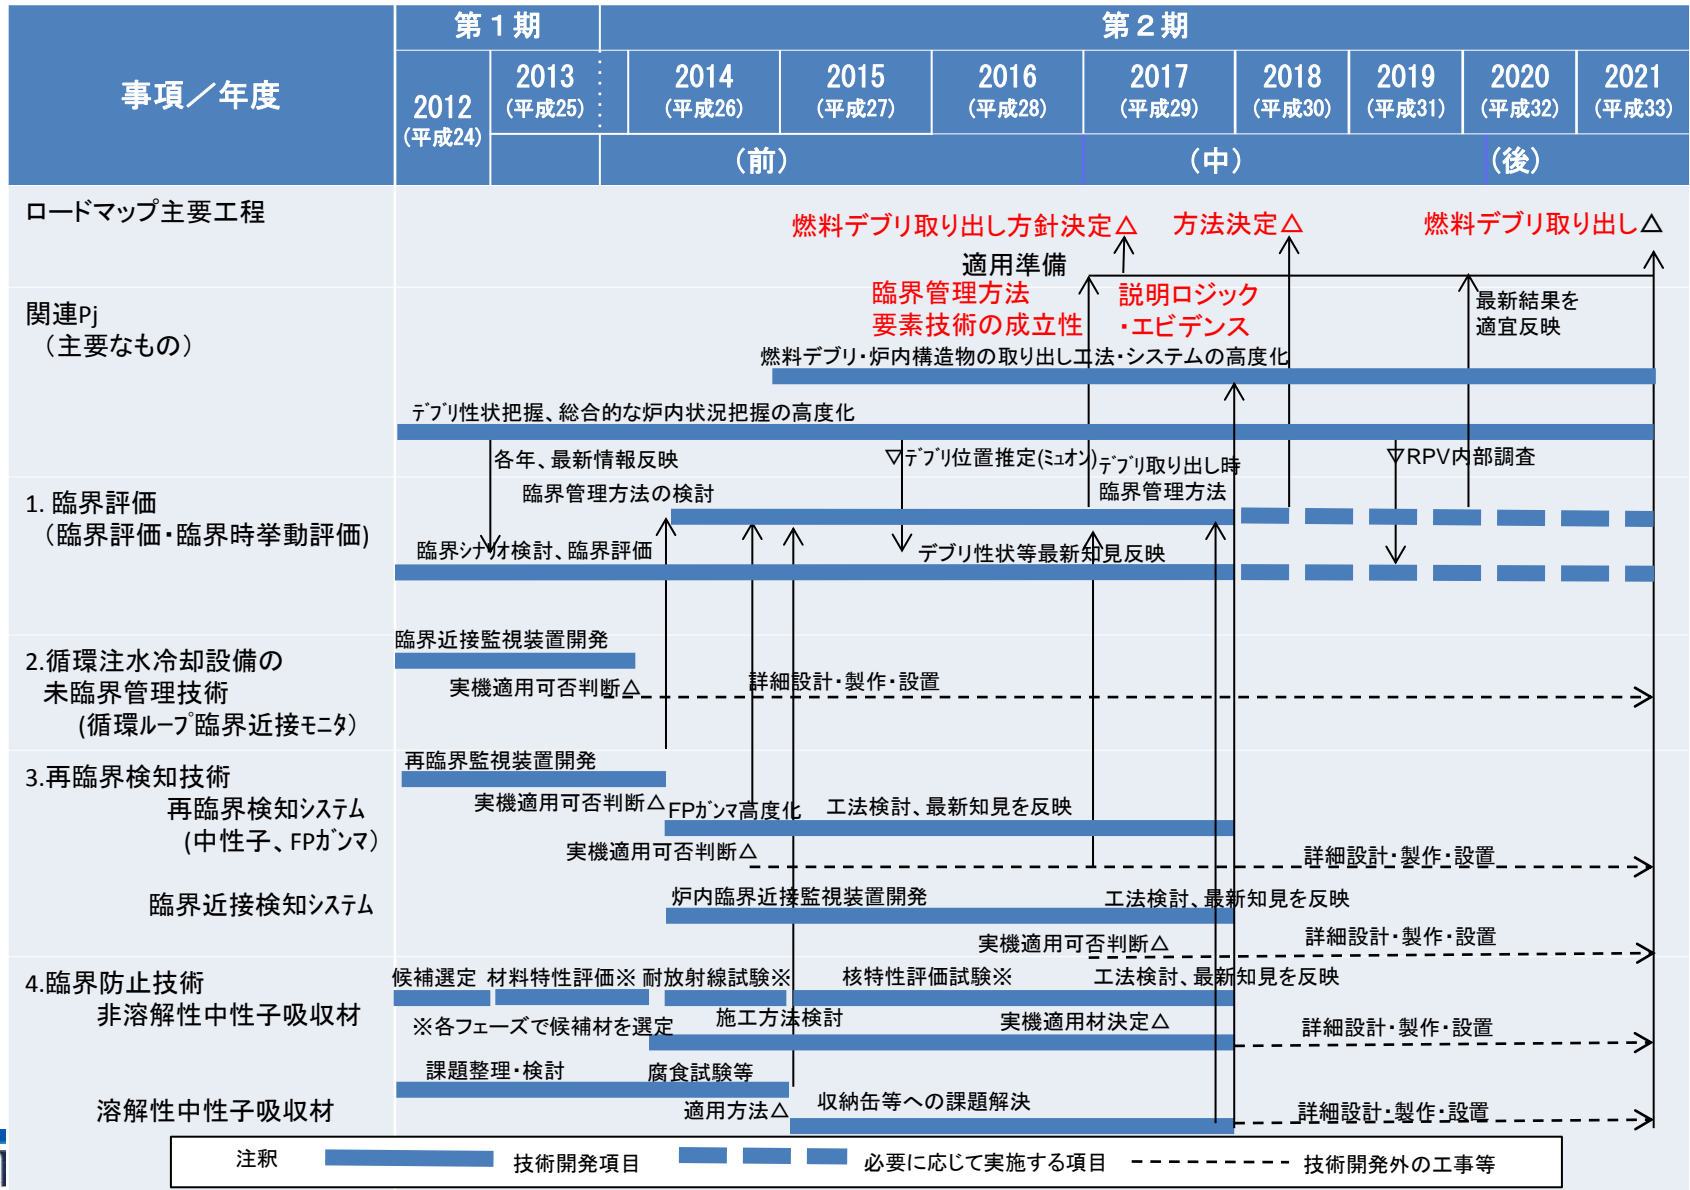 事項／年度
第１期
第２期
2012
(平成24)
2013
(平成25)
2014
(平成26)
2015
(平成27)
2016
(平成28)
2017
(平成29)
2018
(平成30)
2019
(平成31)
2020
(平成32)
2021
(平成33)
(前)
(中)
(後)
ロードマップ主要工程
燃料デブリ取り出し方針決定△
方法決定△
燃料デブリ取り出し△
適用準備
関連Pj
（主要なもの）
臨界管理方法
要素技術の成立性
説明ロジック
・エビデンス
最新結果を
適宜反映
燃料デブリ・炉内構造物の取り出し工法・システムの高度化
ﾃﾞﾌﾞﾘ性状把握、総合的な炉内状況把握の高度化
各年、最新情報反映
▽ﾃﾞﾌﾞﾘ位置推定(ﾐｭｵﾝ)
ﾃﾞﾌﾞﾘ取り出し時
臨界管理方法
▽RPV内部調査
1. 臨界評価
（臨界評価・臨界時挙動評価)
臨界管理方法の検討
臨界ｼﾅﾘｵ検討、臨界評価
デブリ性状等最新知見反映
2.循環注水冷却設備の
未臨界管理技術
(循環ﾙｰﾌﾟ臨界近接ﾓﾆﾀ)
臨界近接監視装置開発
実機適用可否判断△
詳細設計・製作・設置
3.再臨界検知技術
再臨界検知システム
(中性子、FPｶﾞﾝﾏ)
再臨界監視装置開発
実機適用可否判断△
FPｶﾞﾝﾏ高度化
工法検討、最新知見を反映
実機適用可否判断△
詳細設計・製作・設置
臨界近接検知ｼｽﾃﾑ
炉内臨界近接監視装置開発
工法検討、最新知見を反映
実機適用可否判断△
詳細設計・製作・設置
4.臨界防止技術
非溶解性中性子吸収材
候補選定
材料特性評価※
耐放射線試験※
核特性評価試験※
工法検討、最新知見を反映
※各フェーズで候補材を選定
施工方法検討
実機適用材決定△
詳細設計・製作・設置
溶解性中性子吸収材
課題整理・検討
腐食試験等
適用方法△
収納缶等への課題解決
詳細設計・製作・設置
注釈
技術開発項目
必要に応じて実施する項目
技術開発外の工事等